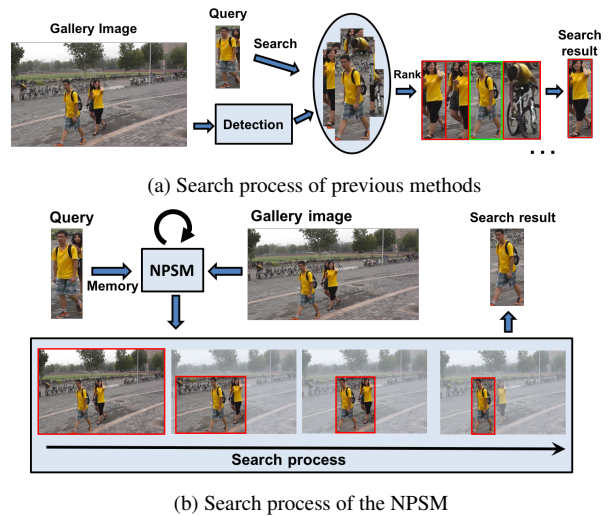 Gallery Image
Query
Search
Detection
Rank
Search
result
. . .
(a) Search process of previous methods
Query
Memory
NPSM
Gallery image
Search result
Search process
(b) Search process of the NPSM